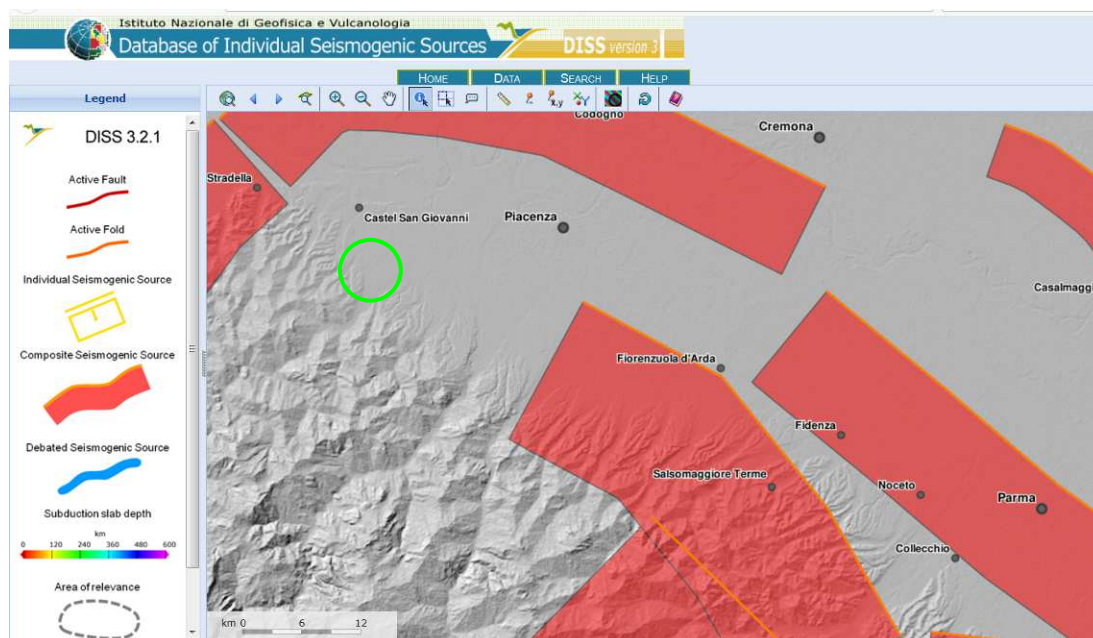 Istituto Nazionale di Geofisica e Vulcanologia
Database of Individual Seismogenic Sources
DISS version 3
HOME DATA SEARCH HELP
Legend
x,y
DISS 3.2.1
Active Fault
Active Fold
Individual Seismogenic Source
Composite Seismogenic Source
Debated Seismogenic Source
Subduction slab depth
km
0 120 240 360 480 600
Area of relevance
Codogno
Cremona
Stradella
Castel San Giovanni
Piacenza
Casalmaggi
Fiorenzuola d'Arda
Fidenza
Salsomaggiore Terme
Noceto
Parma
Collecchio
km 0 6 12